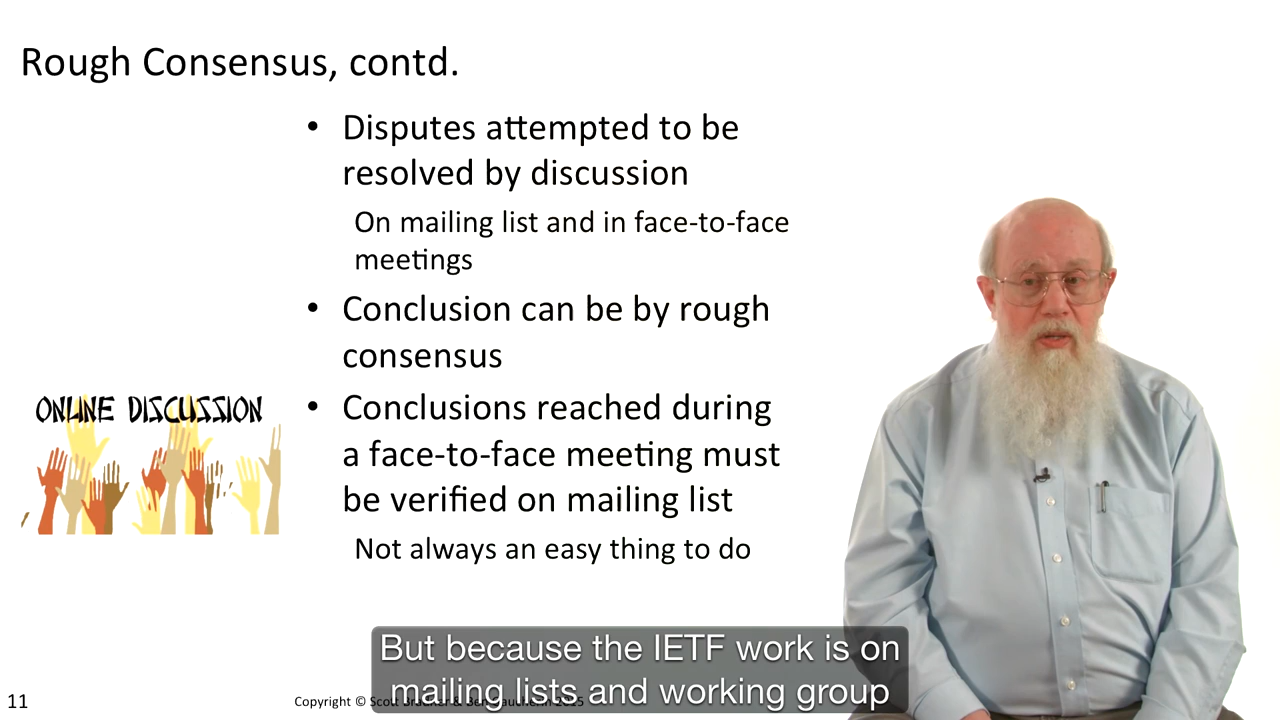 Rough Consensus, contd.
• Disputes attempted to be
resolved by discussion
On mailing list and in face-to-face
meetings
• Conclusion can be by rough
consensus
ONLINE DISCUSSION
• Conclusions reached during
a face-to-face meeting must
be verified on mailing list
Not always an easy thing to do
But because the IETF work is on
mailing lists and working group
11
Copyright ©